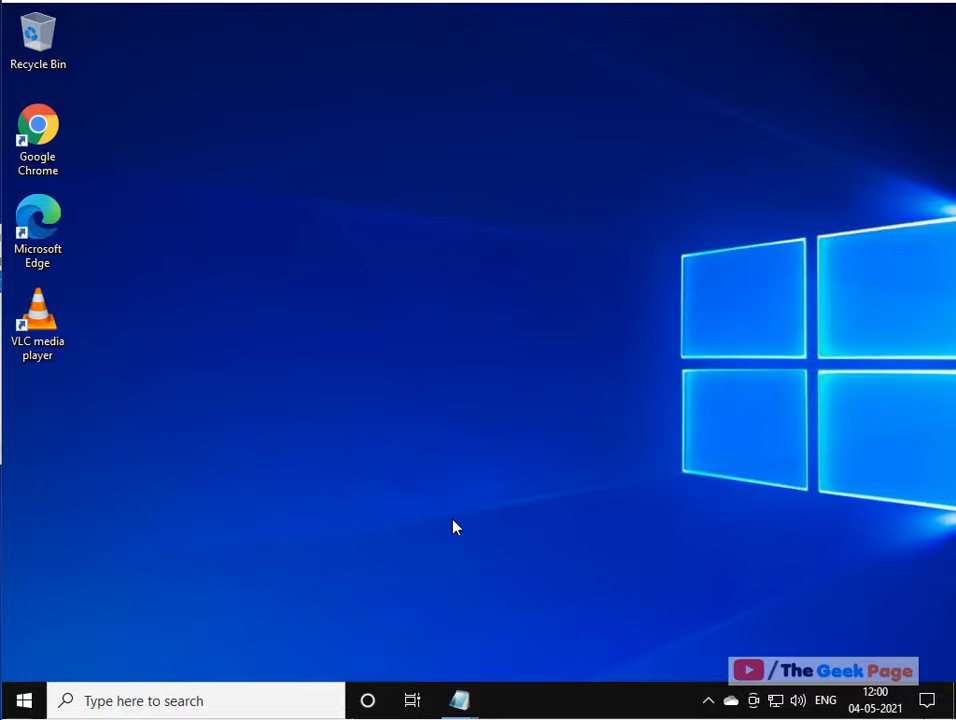 Recycle Bin
Google
Chrome
Microsoft
Edge
VLC media
player
/ The Geek Page
Type here to search
ENG
12:00
04-05-2021